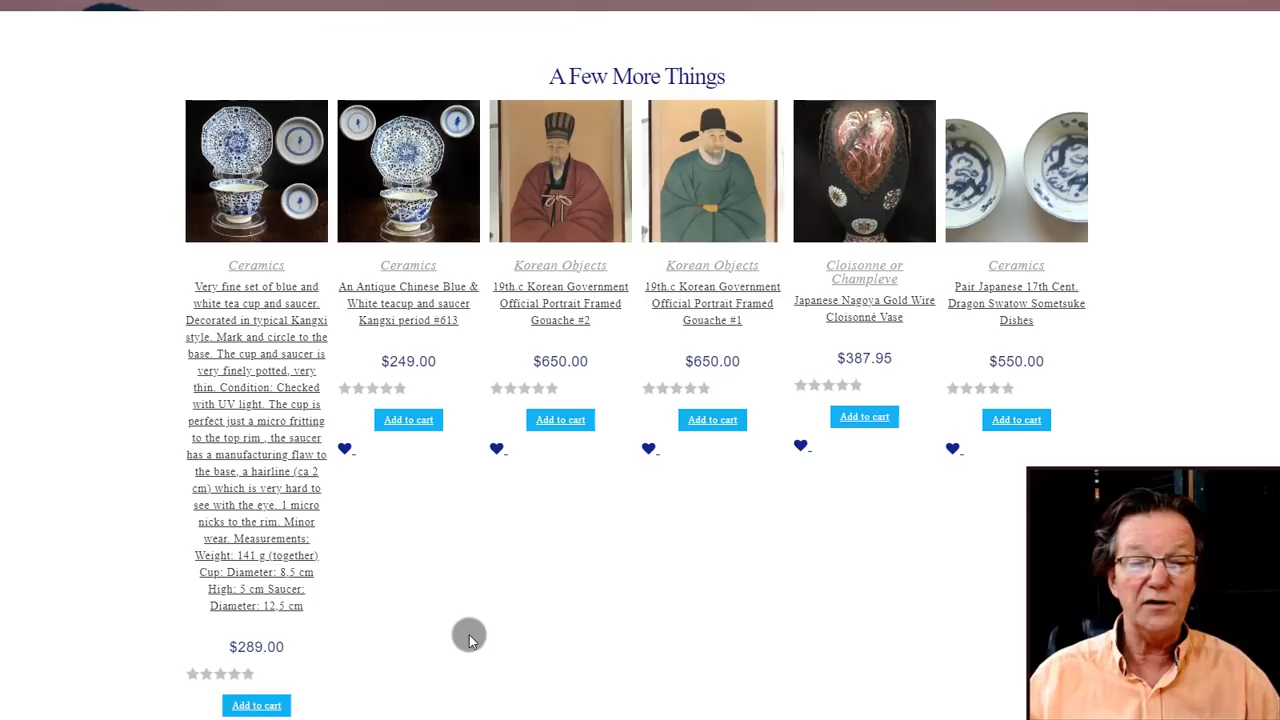 A Few More Things
Ceramics
Very fine set of blue and
white tea cup and saucer.
Decorated in typical Kangxi
style. Mark and circle to the
base. The cup and saucer is
very finely potted, very
thin. Condition: Checked
with UV light. The cup is
perfect just a micro fritting
to the top rim , the saucer
has a manufacturing flaw to
the base, a hairline (ca 2
cm) which is very hard to
see with the eye. 1 micro
nicks to the rim. Minor
wear. Measurements:
Weight: 141 g (together)
Cup: Diameter: 8,5 cm
High: 5 cm Saucer:
Diameter: 12,5 cm
$289.00
Add to cart
Ceramics
An Antique Chinese Blue &
White teacup and saucer
Kangxi period #613
$249.00
Add to cart
Korean Objects
19th.c Korean Government
Official Portrait Framed
Gouache #2
$650.00
Add to cart
Korean Objects
19th.c Korean Government
Official Portrait Framed
Gouache #1
$650.00
Add to cart
Cloisonne or
Champleve
Japanese Nagoya Gold Wire
Cloisonné Vase
$387.95
Add to cart
Ceramics
Pair Japanese 17th Cent.
Dragon Swatow Sometsuke
Dishes
$550.00
Add to cart